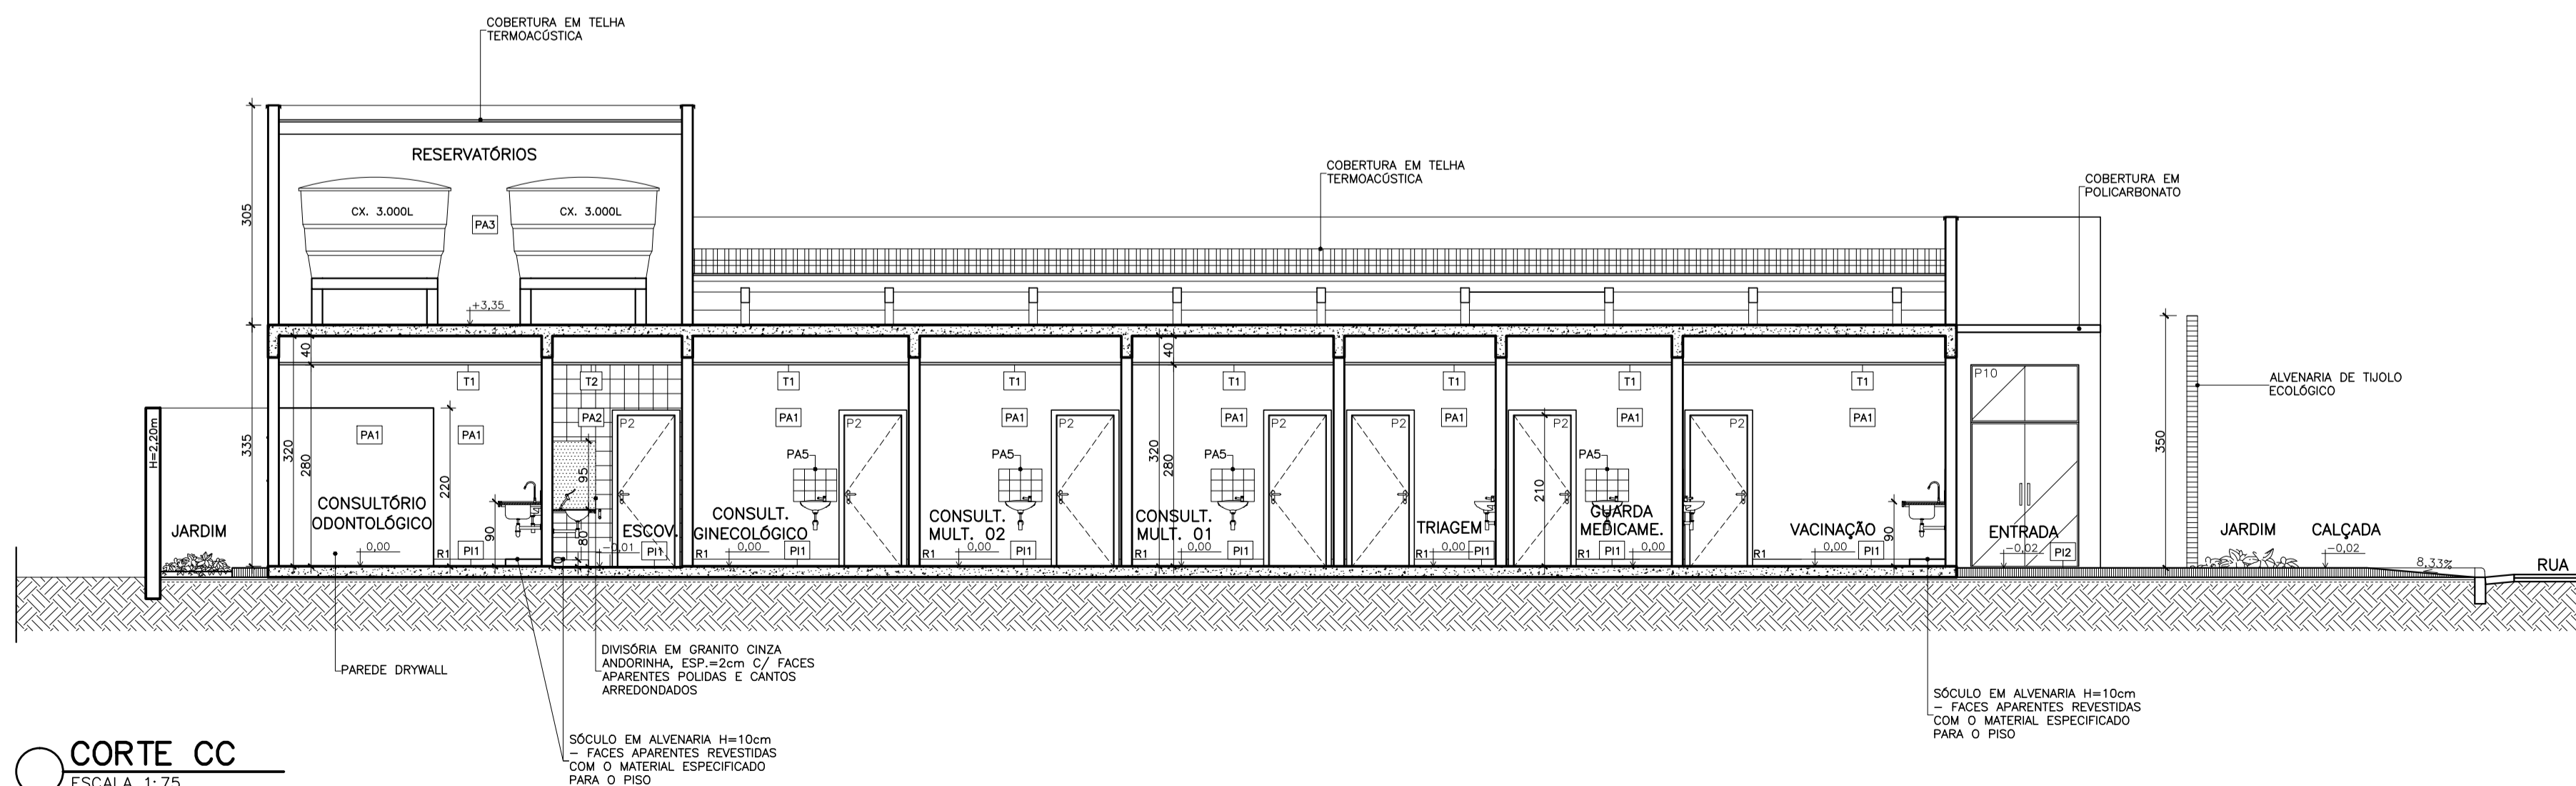 COBERTURA EM TELHA
TERMOACÚSTICA
RESERVATÓRIOS
CX. 3.000L
CX. 3.000L
PA3
305
+3,35
COBERTURA EM TELHA
TERMOACÚSTICA
COBERTURA EM
POLICARBONATO
40
40
T1
T2
T1
T1
T1
T1
T1
T1
P10
ALVENARIA DE TIJOLO
ECOLÓGICO
H=2,20m
335
320
280
PA1
PA1
220
PA2
P2
PA1
P2
PA1
P2
320
280
PA1
P2
P2
PA1
P2
PA1
P2
PA1
350
95
PA5
PA5
PA5
PA5
210
90
80
90
JARDIM
CONSULTÓRIO
ODONTOLÓGICO
ESCOV.
CONSULT.
GINECOLÓGICO
CONSULT.
MULT. 02
CONSULT.
MULT. 01
TRIAGEM
GUARDA
MEDICAME.
VACINAÇÃO
ENTRADA
JARDIM
CALÇADA
RUA
0,00
R1
PI1
-0,01
PI1
R1
0,00
PI1
R1
0,00
PI1
R1
0,00
PI1
R1
0,00
PI1
R1
PI1
0,00
R1
0,00
PI1
-0,02
PI2
-0,02
8,33%
PAREDE DRYWALL
DIVISÓRIA EM GRANITO CINZA
ANDORINHA, ESP.=2cm C/ FACES
APARENTES POLIDAS E CANTOS
ARREDONDADOS
SÓCULO EM ALVENARIA H=10cm
– FACES APARENTES REVESTIDAS
COM O MATERIAL ESPECIFICADO
PARA O PISO
SÓCULO EM ALVENARIA H=10cm
– FACES APARENTES REVESTIDAS
COM O MATERIAL ESPECIFICADO
PARA O PISO
CORTE CC
ESCALA 1:75